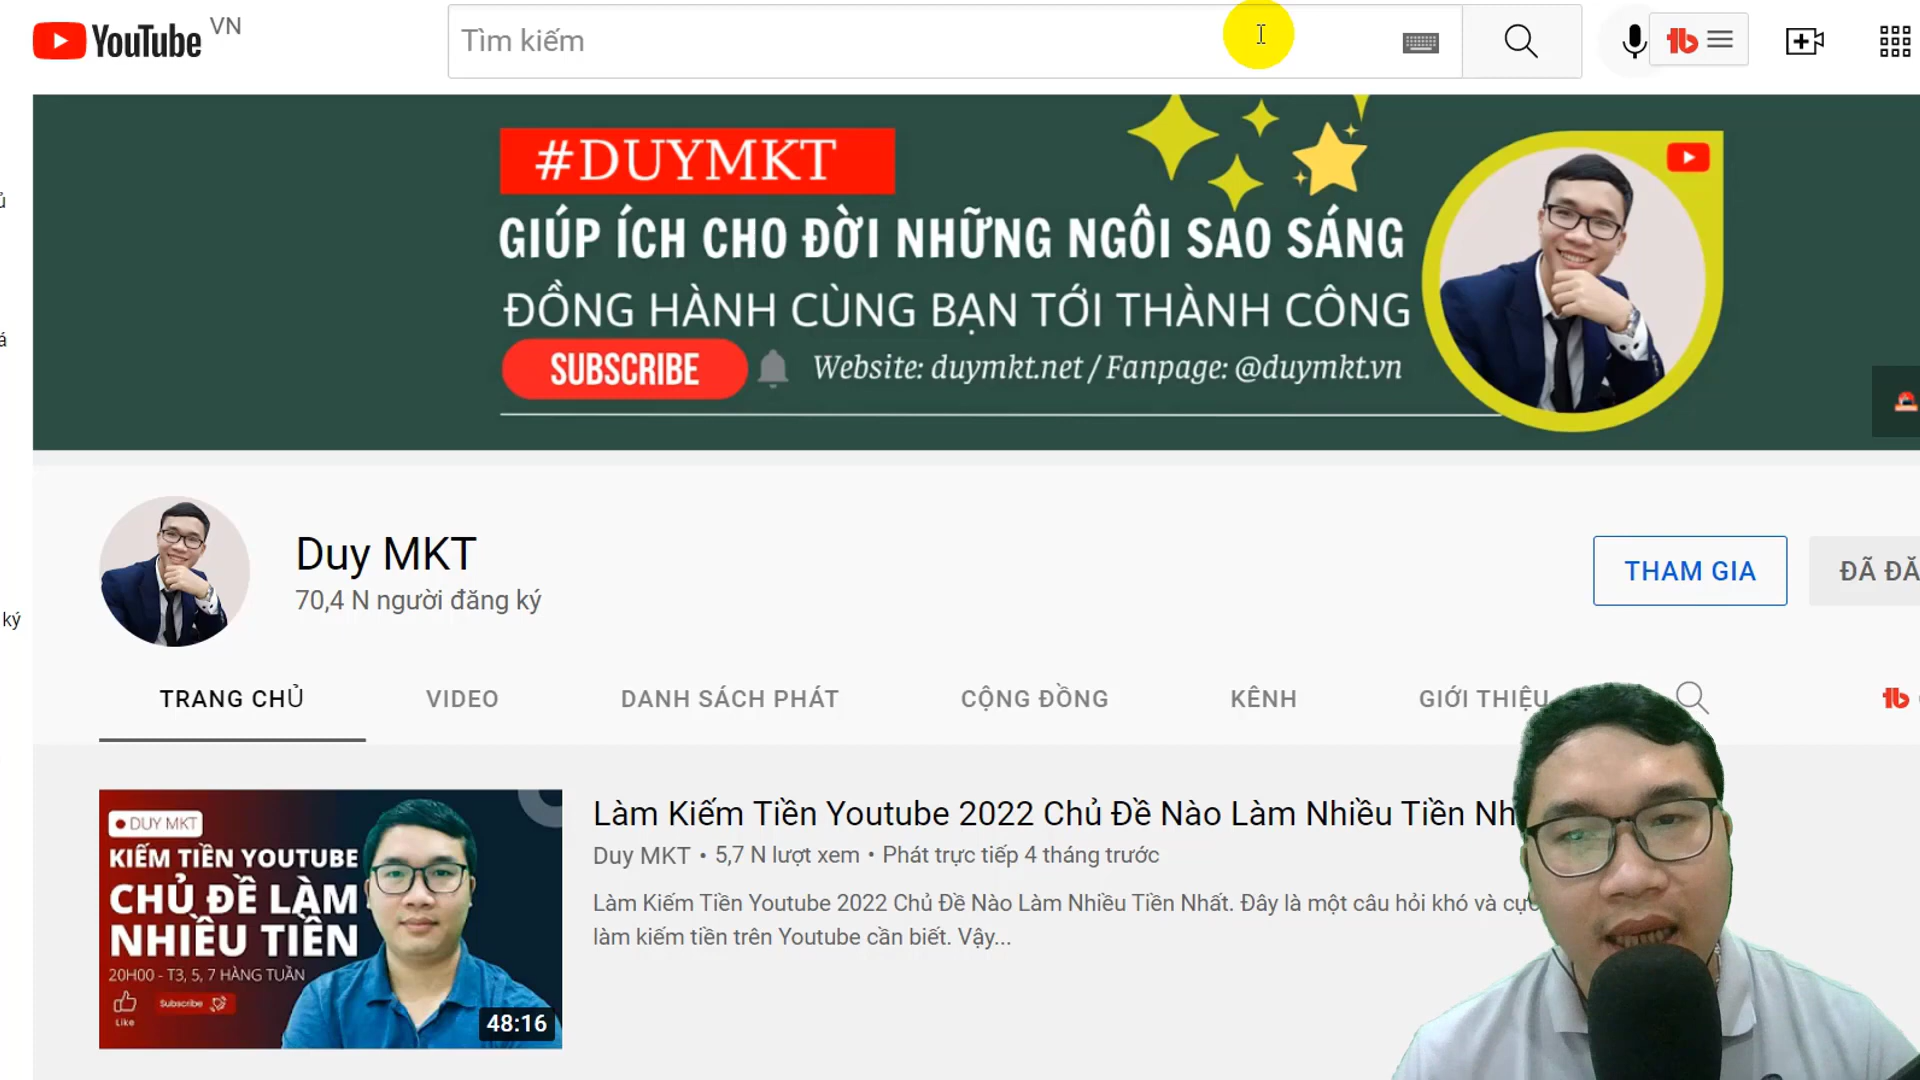 YouTube VN
Tìm kiếm
#DUYMKT
GIÚP ÍCH CHO ĐỜI NHỮNG NGÔI SAO SÁNG
ĐỒNG HÀNH CÙNG BẠN TỚI THÀNH CÔNG
SUBSCRIBE
Website: duymkt.net / Fanpage: @duymkt.vn
Duy MKT
70,4 N người đăng ký
THAM GIA
ĐÃ ĐĂ
ký
TRANG CHỦ
VIDEO
DANH SÁCH PHÁT
CỘNG ĐỒNG
KÊNH
GIỚI THIỆU
DUY MKT
KIẾM TIỀN YOUTUBE
CHỦ ĐỀ LÀM
NHIỀU TIỀN
20H00 - T3, 5, 7 HÀNG TUẦN
Like
Subscribe
48:16
Làm Kiếm Tiền Youtube 2022 Chủ Đề Nào Làm Nhiều Tiền Nh
Duy MKT • 5,7 N lượt xem • Phát trực tiếp 4 tháng trước
Làm Kiếm Tiền Youtube 2022 Chủ Đề Nào Làm Nhiều Tiền Nhất. Đây là một câu hỏi khó và cực
làm kiếm tiền trên Youtube cần biết. Vậy...